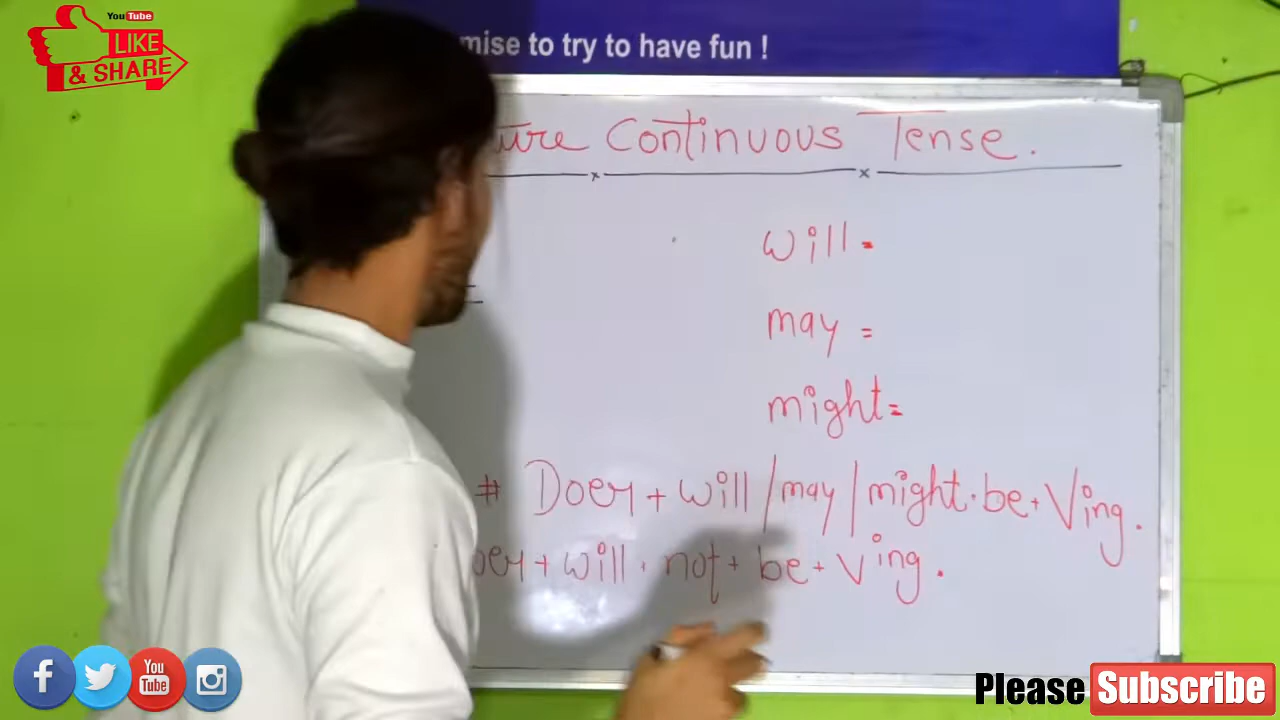 YouTube
LIKE
& SHARE
mise to try to have fun !
ure Continuous Tense.
will =
may =
might =
# Doer + will / may / might + be + Ving.
oer + will + not + be + Ving.
You
Tube
Please Subscribe